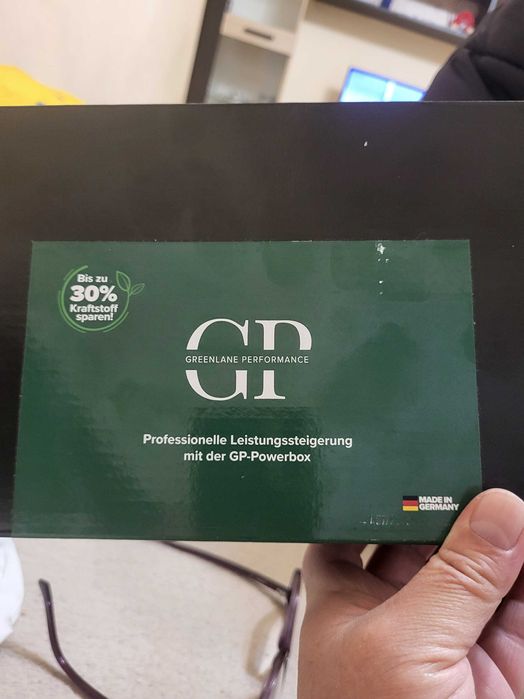 Bis zu
30%
Kraftstoff
sparen!
GP
GREENLANE PERFORMANCE
Professionelle Leistungssteigerung
mit der GP-Powerbox
MADE IN
GERMANY